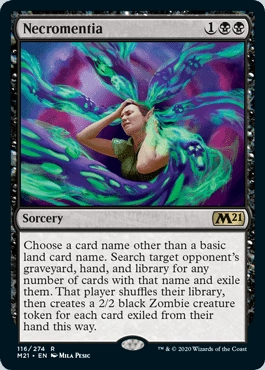 Necromentia 1
Sorcery M21
Choose a card name other than a basic
land card name. Search target opponent's
graveyard, hand, and library for any
number of cards with that name and exile
them. That player shuffles their library,
then creates a 2/2 black Zombie creature
token for each card exiled from their
hand this way.
116/274 R
M21 • EN Mila Pesic ™ & © 2020 Wizards of the Coast